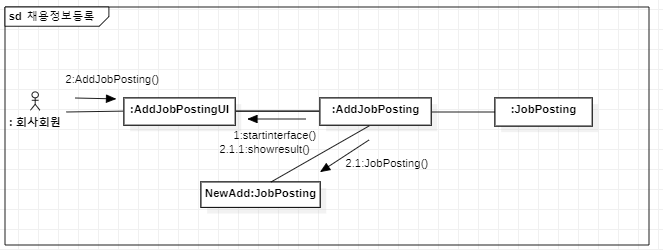 sd 채용정보등록
2:AddJobPosting()
: 회사회원
:AddJobPostingUI
:AddJobPosting
:JobPosting
1:startinterface()
2.1.1:showresult()
2.1:JobPosting()
NewAdd:JobPosting